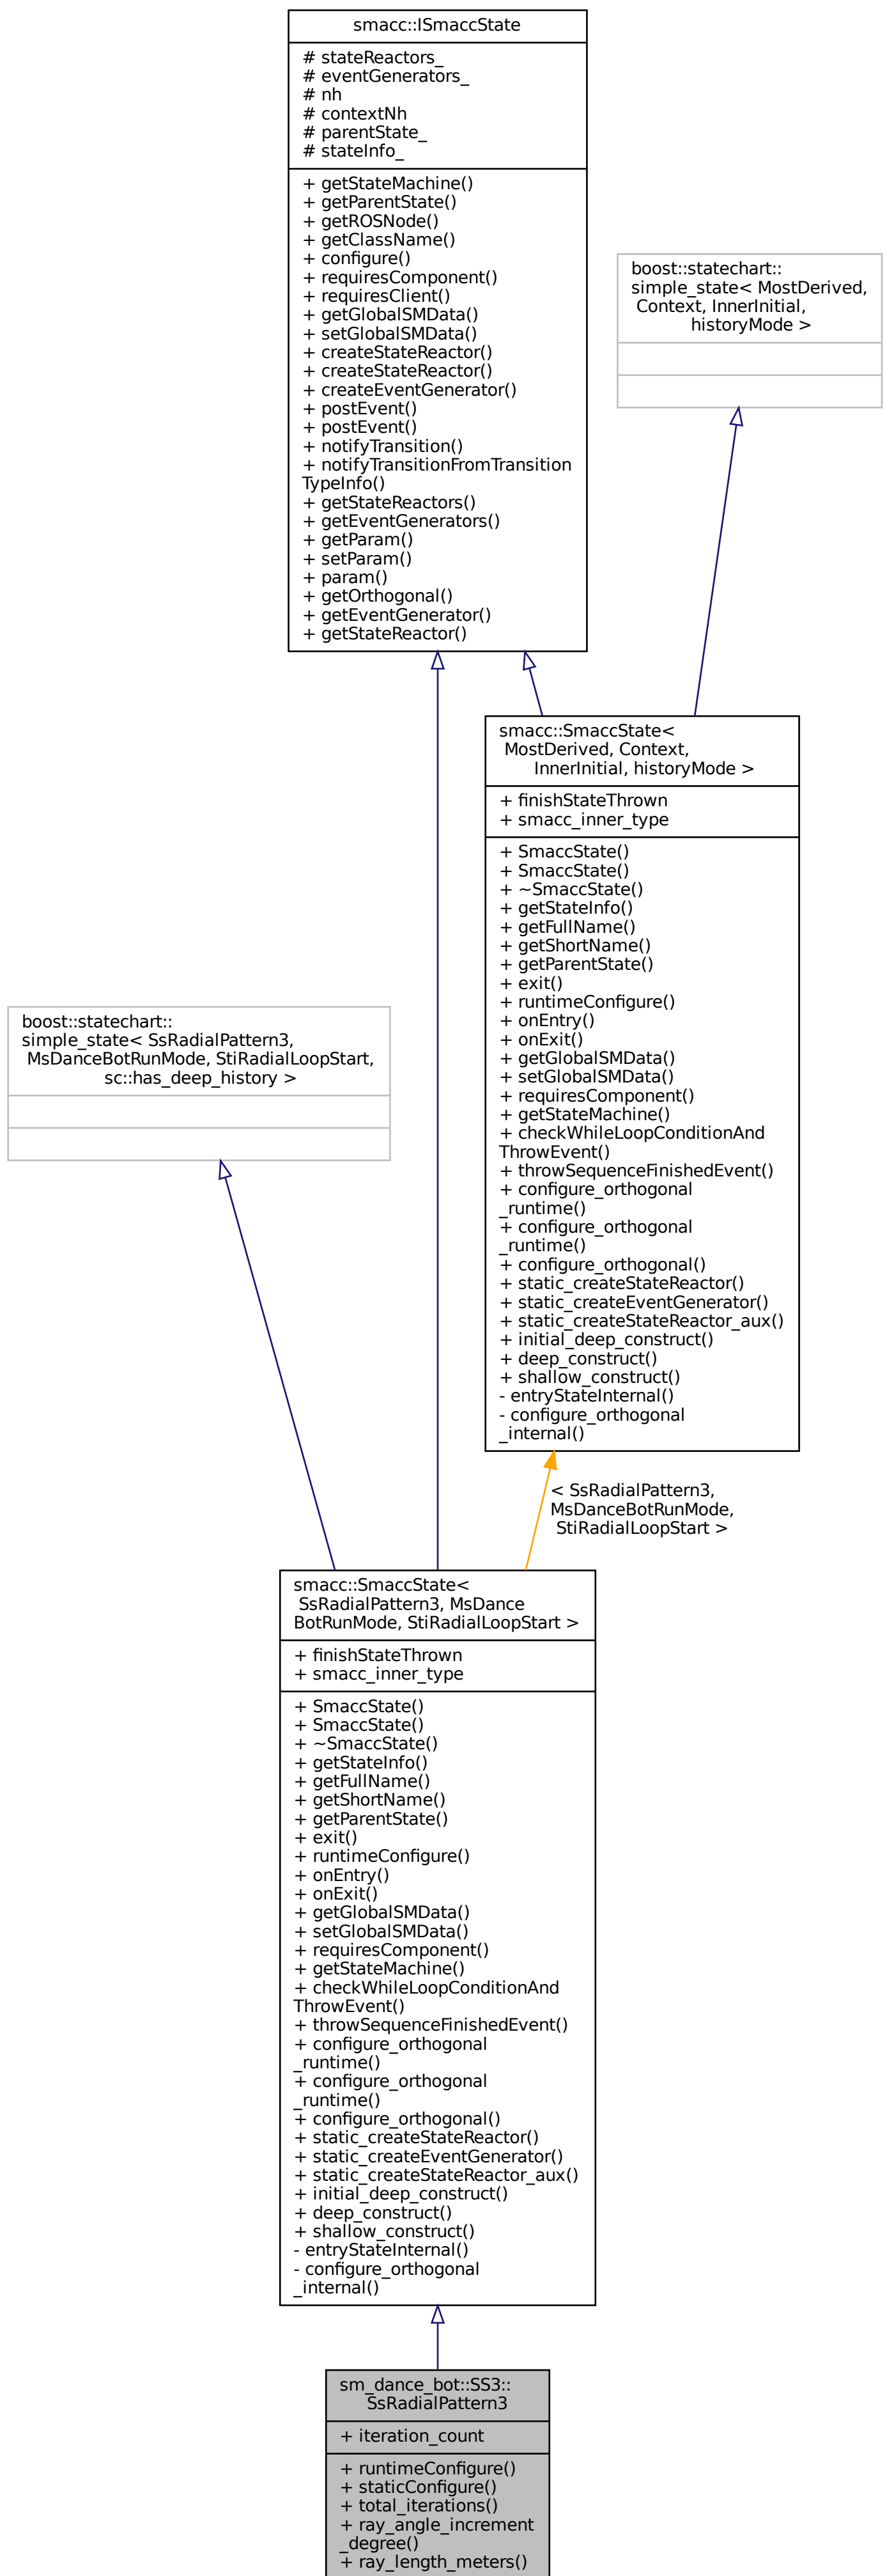 smacc::ISmaccState
# stateReactors_
# eventGenerators_
# nh
# contextNh
# parentState_
# stateInfo_
+ getStateMachine()
+ getParentState()
+ getROSNode()
+ getClassName()
+ configure()
+ requiresComponent()
+ requiresClient()
+ getGlobalSMData()
+ setGlobalSMData()
+ createStateReactor()
+ createStateReactor()
+ createEventGenerator()
+ postEvent()
+ postEvent()
+ notifyTransition()
+ notifyTransitionFromTransition
TypeInfo()
+ getStateReactors()
+ getEventGenerators()
+ getParam()
+ setParam()
+ param()
+ getOrthogonal()
+ getEventGenerator()
+ getStateReactor()
boost::statechart::
simple_state< MostDerived,
Context, InnerInitial,
historyMode >
smacc::SmaccState<
MostDerived, Context,
InnerInitial, historyMode >
+ finishStateThrown
+ smacc_inner_type
+ SmaccState()
+ SmaccState()
+ ~SmaccState()
+ getStateInfo()
+ getFullName()
+ getShortName()
+ getParentState()
+ exit()
+ runtimeConfigure()
+ onEntry()
+ onExit()
+ getGlobalSMData()
+ setGlobalSMData()
+ requiresComponent()
+ getStateMachine()
+ checkWhileLoopConditionAnd
ThrowEvent()
+ throwSequenceFinishedEvent()
+ configure_orthogonal
_runtime()
+ configure_orthogonal
_runtime()
+ configure_orthogonal()
+ static_createStateReactor()
+ static_createEventGenerator()
+ static_createStateReactor_aux()
+ initial_deep_construct()
+ deep_construct()
+ shallow_construct()
- entryStateInternal()
- configure_orthogonal
_internal()
boost::statechart::
simple_state< SsRadialPattern3,
MsDanceBotRunMode, StiRadialLoopStart,
sc::has_deep_history >
< SsRadialPattern3,
MsDanceBotRunMode,
StiRadialLoopStart >
smacc::SmaccState<
SsRadialPattern3, MsDance
BotRunMode, StiRadialLoopStart >
+ finishStateThrown
+ smacc_inner_type
+ SmaccState()
+ SmaccState()
+ ~SmaccState()
+ getStateInfo()
+ getFullName()
+ getShortName()
+ getParentState()
+ exit()
+ runtimeConfigure()
+ onEntry()
+ onExit()
+ getGlobalSMData()
+ setGlobalSMData()
+ requiresComponent()
+ getStateMachine()
+ checkWhileLoopConditionAnd
ThrowEvent()
+ throwSequenceFinishedEvent()
+ configure_orthogonal
_runtime()
+ configure_orthogonal
_runtime()
+ configure_orthogonal()
+ static_createStateReactor()
+ static_createEventGenerator()
+ static_createStateReactor_aux()
+ initial_deep_construct()
+ deep_construct()
+ shallow_construct()
- entryStateInternal()
- configure_orthogonal
_internal()
sm_dance_bot::SS3::
SsRadialPattern3
+ iteration_count
+ runtimeConfigure()
+ staticConfigure()
+ total_iterations()
+ ray_angle_increment
_degree()
+ ray_length_meters()